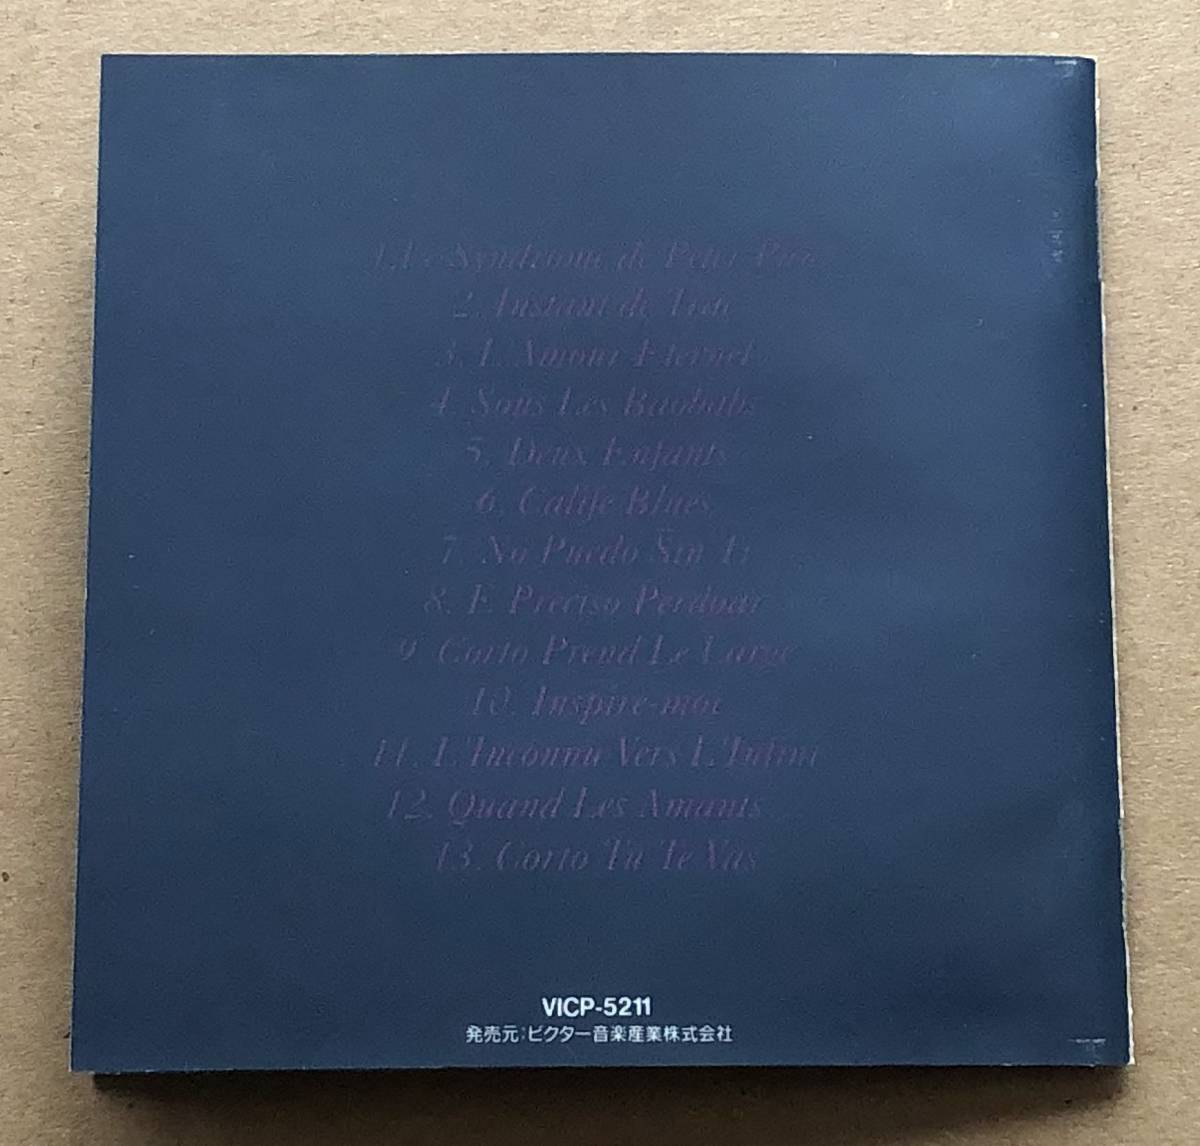 1. Le Syndrome de Peter Pan
2. Instant de Trêve
3. L'Amour Eternel
4. Sous Les Baobabs
5. Deux Enfants
6. Calife Blues
7. No Puedo Sin Ti
8. E Preciso Perdoar
9. Corto Prend Le Large
10. Inspire-moi
11. L'Inconnu Vers L'Infini
12. Quand Les Amants...
13. Corto Tu Te Vas
VICP-5211
発売元:ビクター音楽産業株式会社